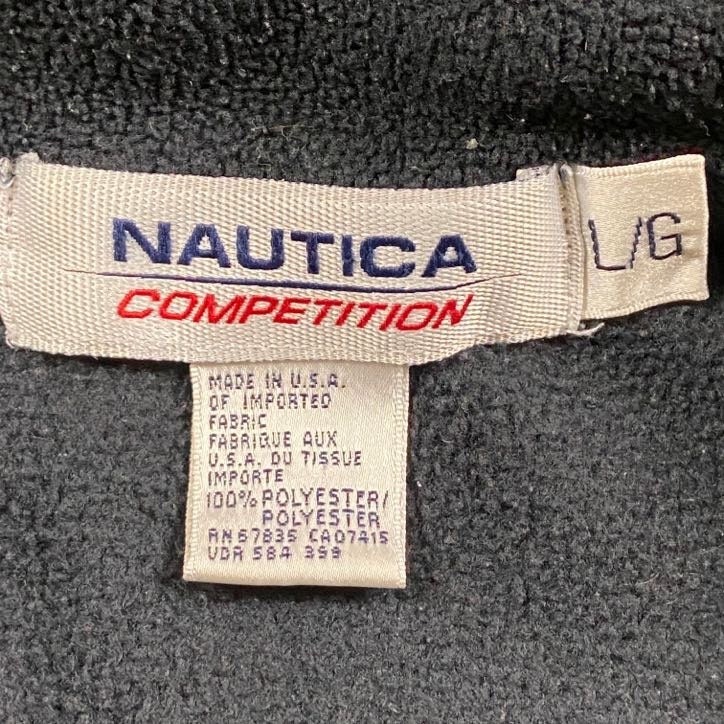 NAUTICA
COMPETITION
L/G
MADE IN U.S.A.
OF IMPORTED
FABRIC
FABRIQUE AUX
U.S.A. DU TISSUE
IMPORTE
100% POLYESTER/
POLYESTER
RN 67835 CA07415
VDR 584 399